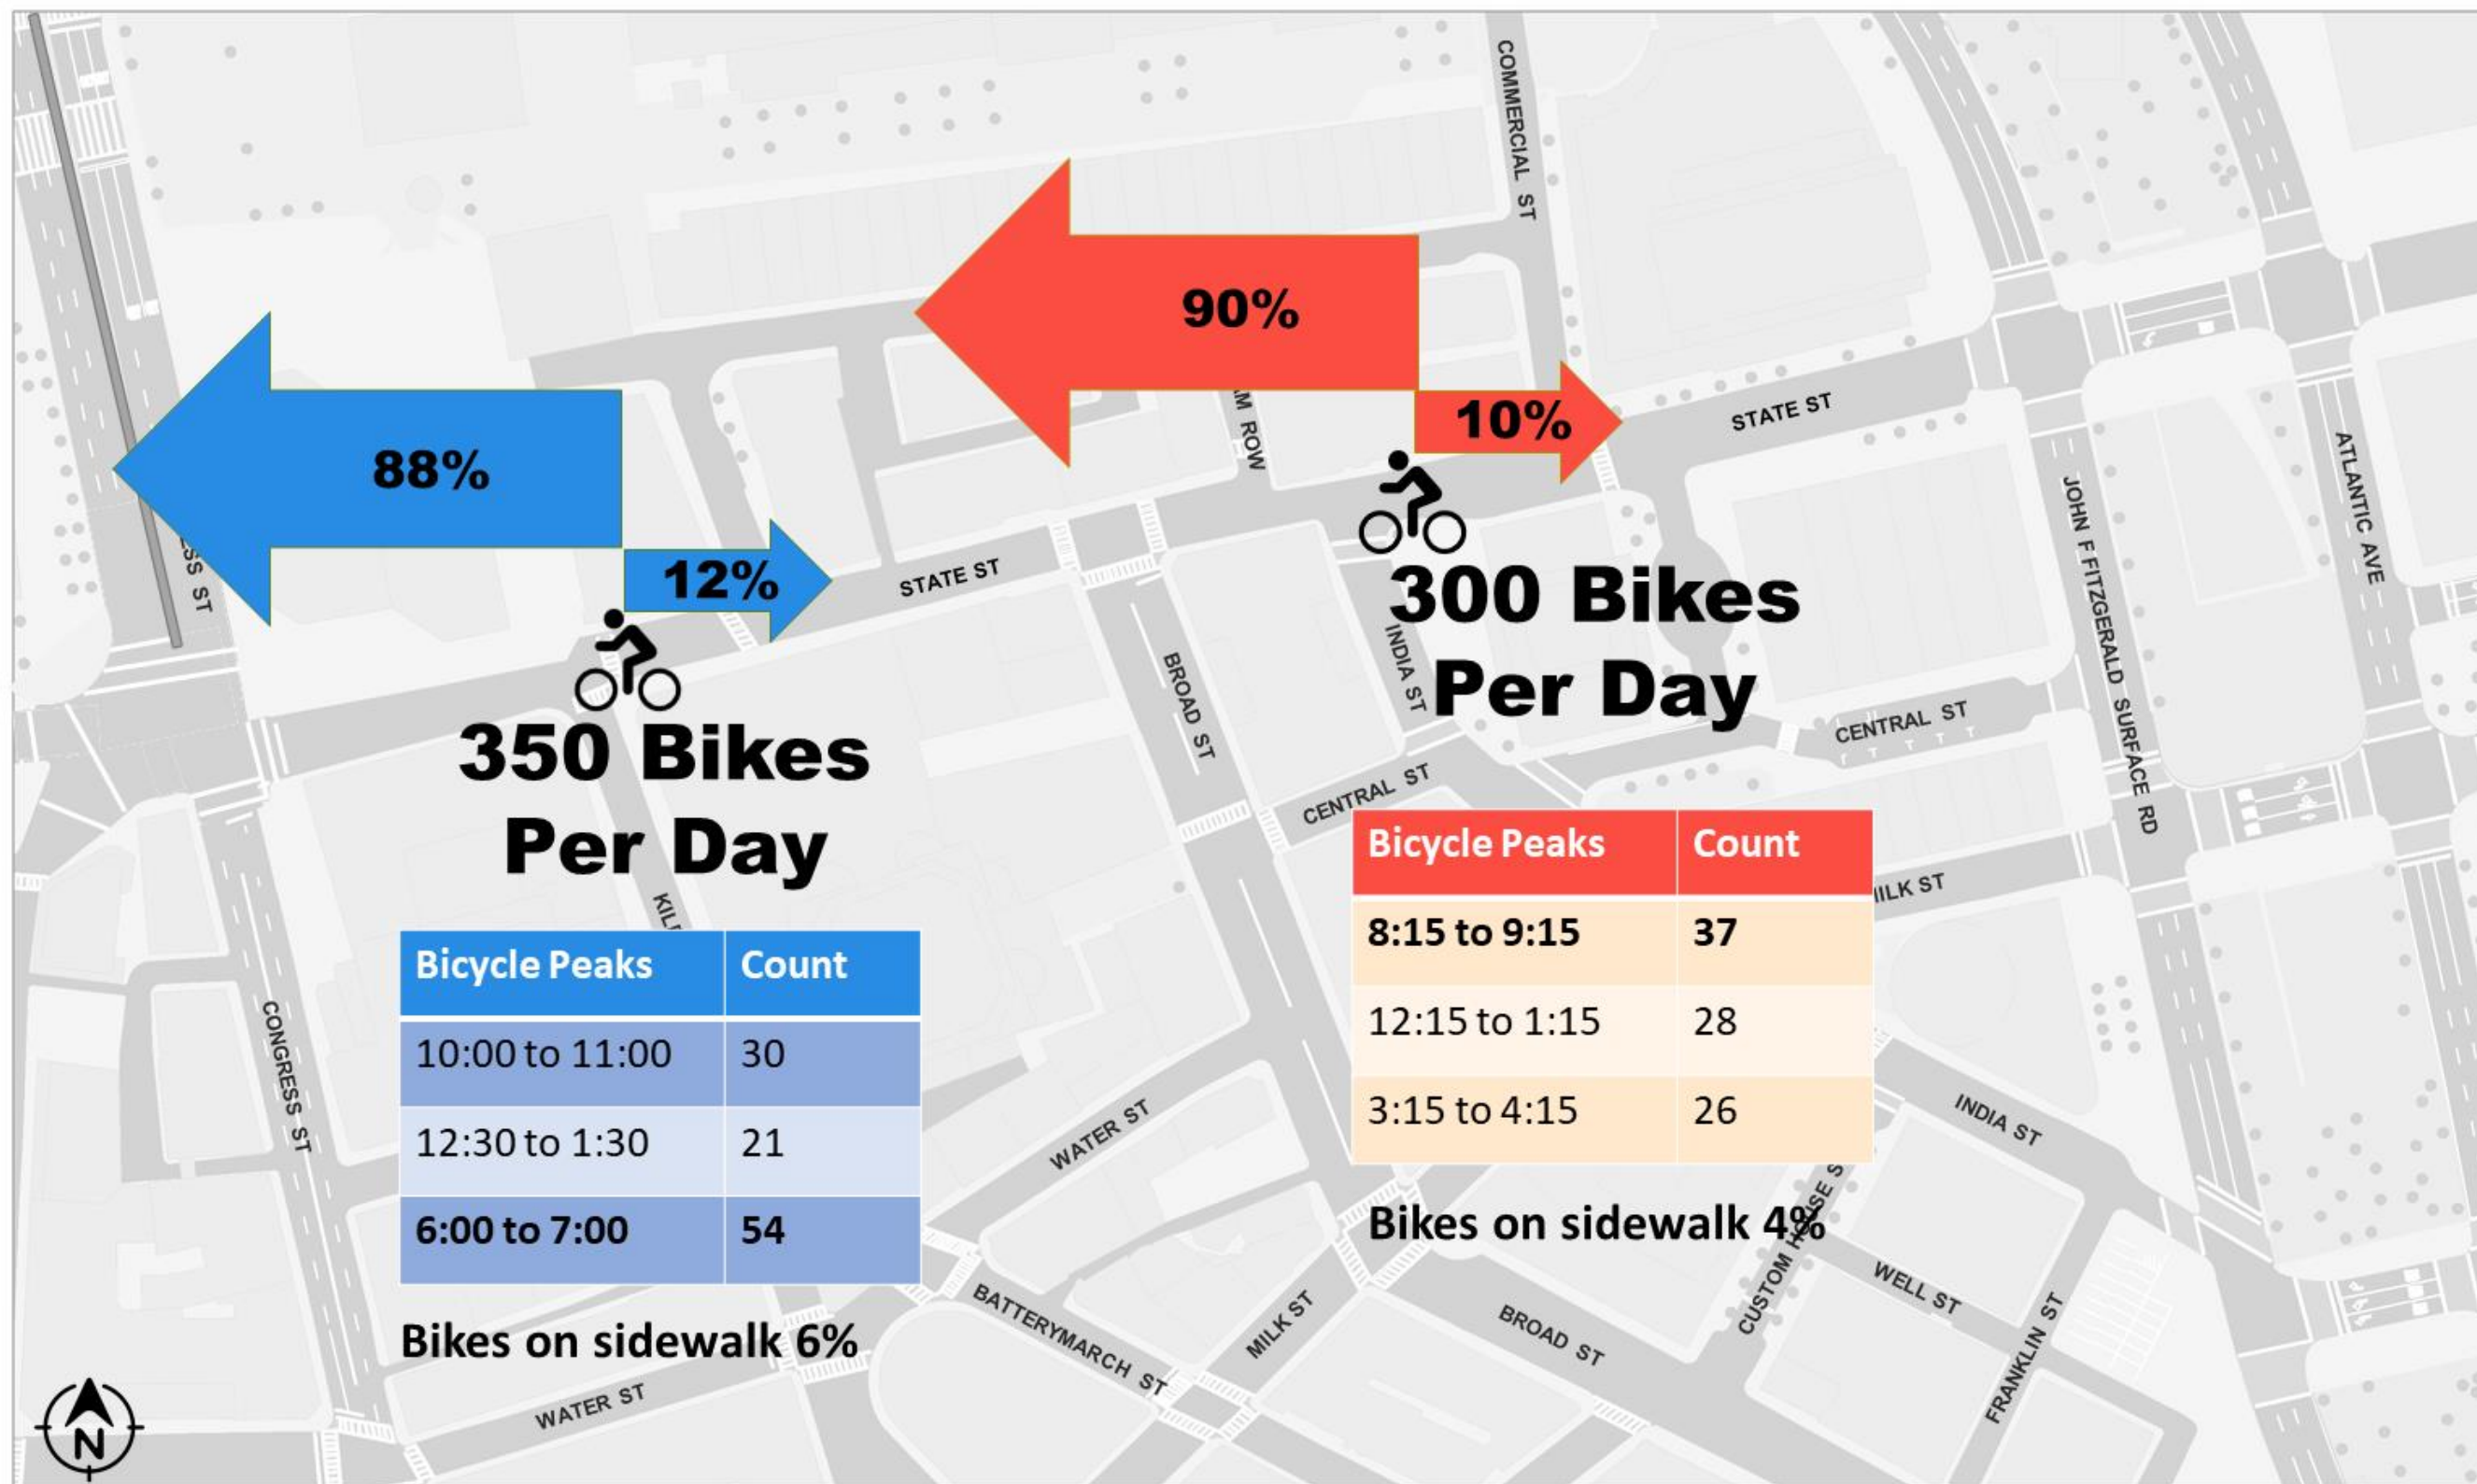 COMMERCIAL ST
90%
10%
STATE ST
88%
12%
STATE ST
ROW
ST
ATLANTIC AVE
JOHN F FITZGERALD SURFACE RD
300 Bikes
Per Day
INDIA ST
BROAD ST
CENTRAL ST
CENTRAL ST
350 Bikes
Per Day
Bicycle Peaks Count
8:15 to 9:15 37
12:15 to 1:15 28
3:15 to 4:15 26
Bikes on sidewalk 4%
Bicycle Peaks Count
10:00 to 11:00 30
12:30 to 1:30 21
6:00 to 7:00 54
Bikes on sidewalk 6%
ST
CONGRESS ST
WATER ST
INDIA ST
CUSTOM HOUSE S
WELL ST
FRANKLIN ST
BATTERYMARCH ST
MILK ST
BROAD ST
WATER ST
N